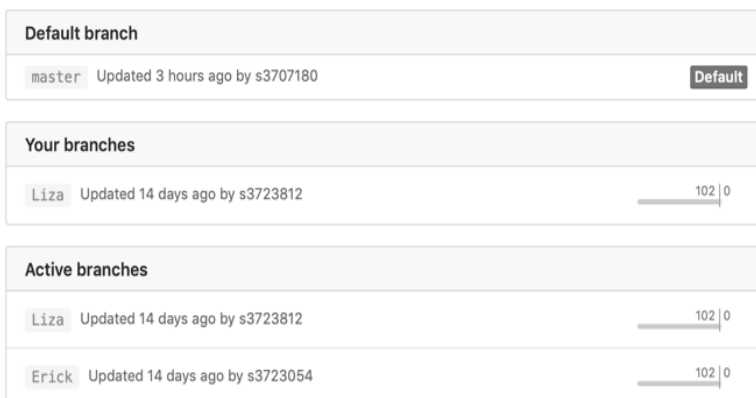 Default branch
master Updated 3 hours ago by s3707180 Default
Your branches
Liza Updated 14 days ago by s3723812 102 | 0
Active branches
Liza Updated 14 days ago by s3723812 102 | 0
Erick Updated 14 days ago by s3723054 102 | 0